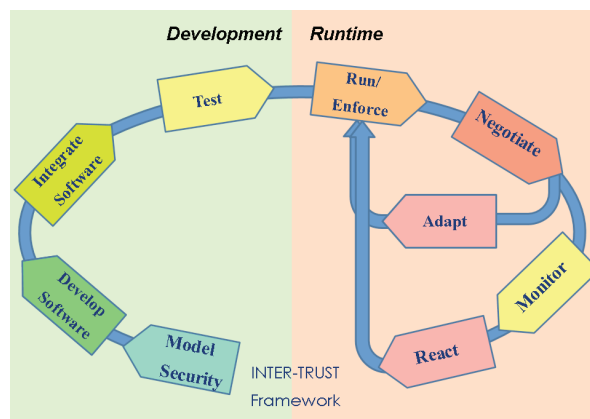 Development
Runtime
Test
Run/
Enforce
Negotiate
Integrate
Software
Adapt
Develop
Software
Monitor
Model
Security
React
INTER-TRUST
Framework